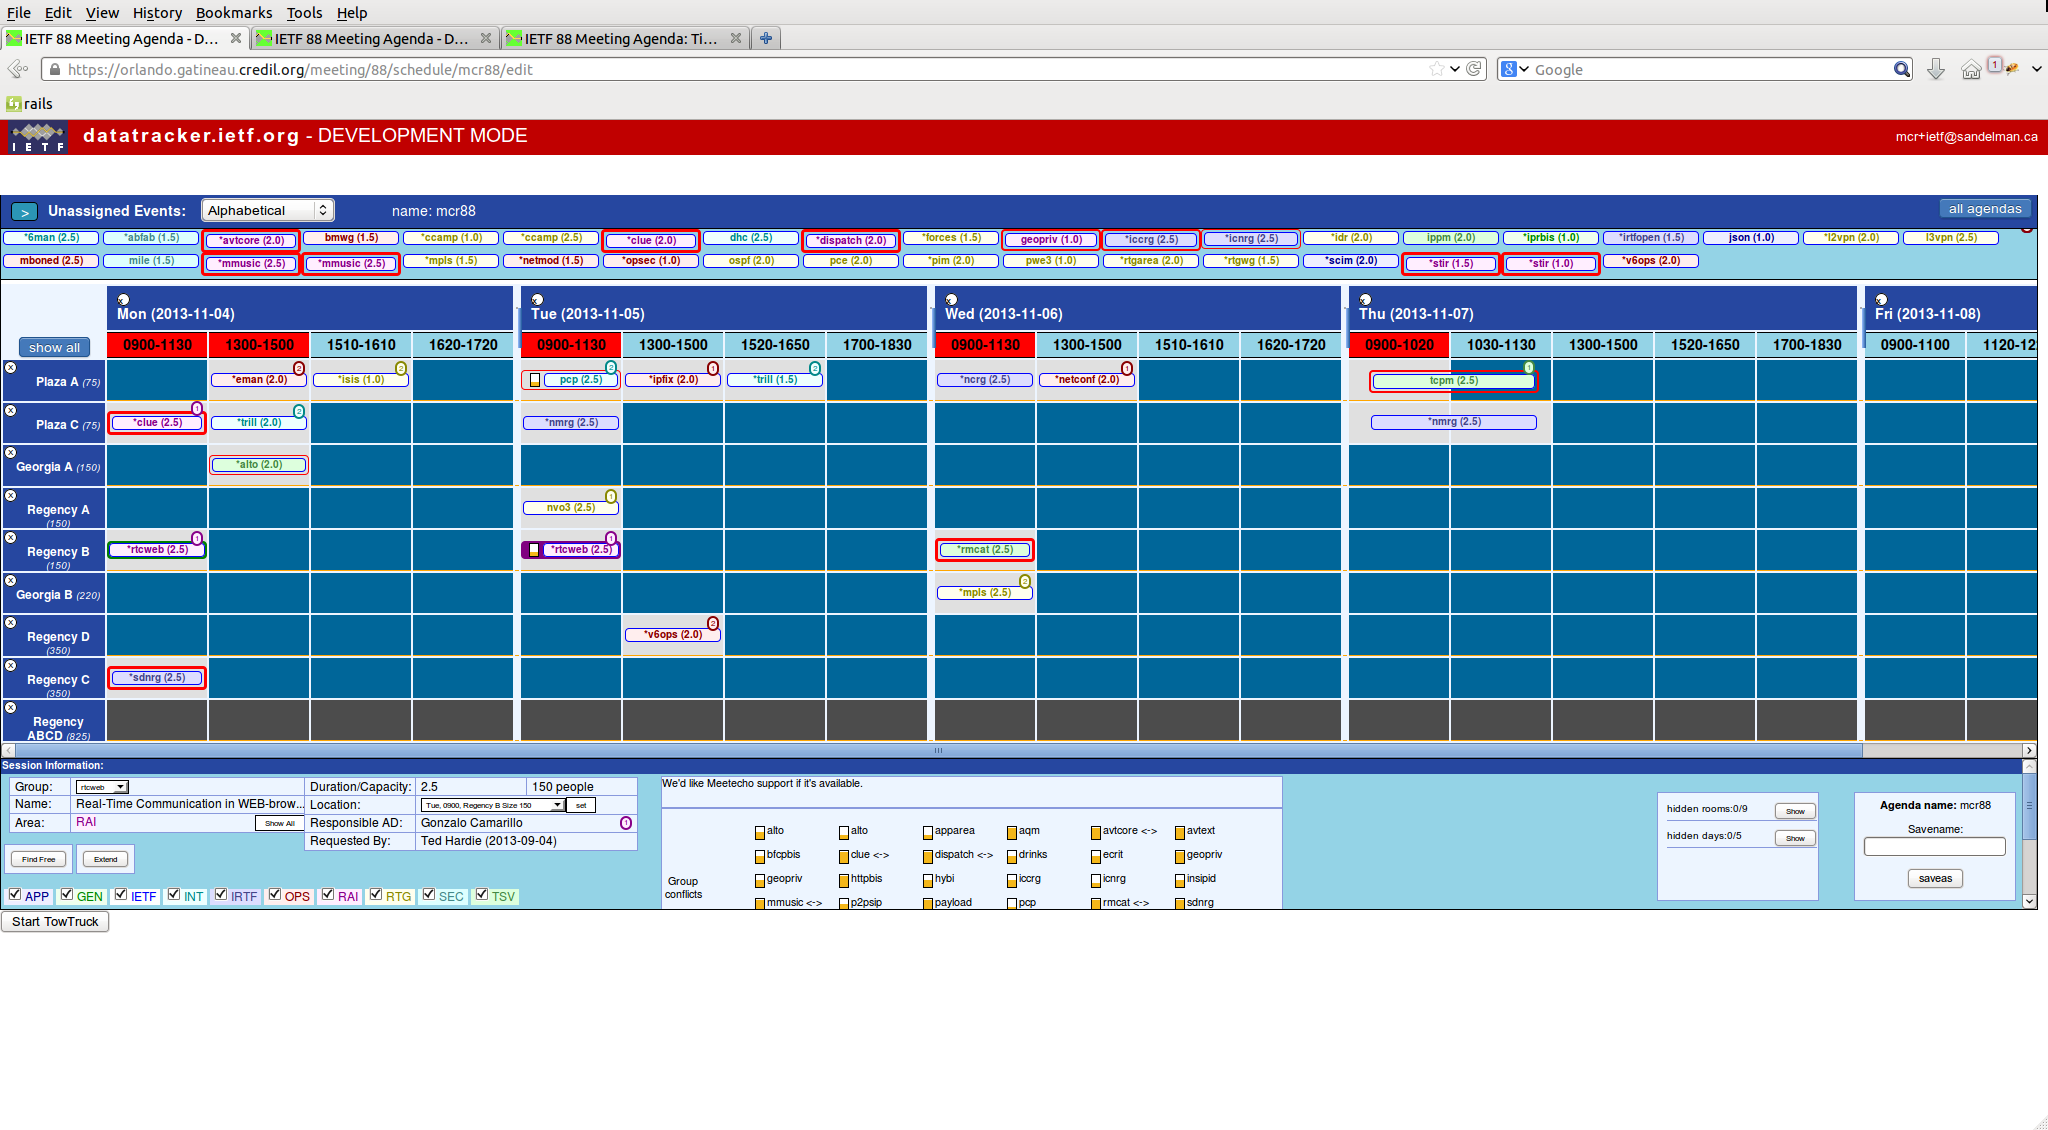 File Edit View History Bookmarks Tools Help
IETF 88 Meeting Agenda - D... IETF 88 Meeting Agenda - D... IETF 88 Meeting Agenda: Ti...
https://orlando.gatineau.credil.org/meeting/88/schedule/mcr88/edit Google 1
rails
IETF datatracker.ietf.org - DEVELOPMENT MODE mcr+ietf@sandelman.ca
> Unassigned Events: Alphabetical name: mcr88 all agendas
*6man (2.5) *abfab (1.5) *avtcore (2.0) bmwg (1.5) *ccamp (1.0) *ccamp (2.5) *clue (2.0) dhc (2.5) *dispatch (2.0) *forces (1.5) geopriv (1.0) *iccrg (2.5) *icnrg (2.5) *idr (2.0) ippm (2.0) *iprbis (1.0) *irtfopen (1.5) json (1.0) *l2vpn (2.0) l3vpn (2.5)
mboned (2.5) mile (1.5) *mmusic (2.5) *mmusic (2.5) *mpls (1.5) *netmod (1.5) *opsec (1.0) ospf (2.0) pce (2.0) *pim (2.0) pwe3 (1.0) *rtgarea (2.0) *rtgwg (1.5) *scim (2.0) *stir (1.5) *stir (1.0) *v6ops (2.0)
x x x x x
Mon (2013-11-04) Tue (2013-11-05) Wed (2013-11-06) Thu (2013-11-07) Fri (2013-11-08)
show all 0900-1130 1300-1500 1510-1610 1620-1720 0900-1130 1300-1500 1520-1650 1700-1830 0900-1130 1300-1500 1510-1610 1620-1720 0900-1020 1030-1130 1300-1500 1520-1650 1700-1830 0900-1100 1120-12
x Plaza A (75) *eman (2.0) 2 *isis (1.0) 2 pcp (2.5) 2 *ipfix (2.0) 1 *trill (1.5) 2 *ncrg (2.5) *netconf (2.0) 1 tcpm (2.5) 1
x Plaza C (75) *clue (2.5) 1 *trill (2.0) 2 *nmrg (2.5) *nmrg (2.5)
x Georgia A (150) *alto (2.0)
x Regency A (150) nvo3 (2.5) 1
x Regency B (150) *rtcweb (2.5) 1 *rtcweb (2.5) 1 *rmcat (2.5)
x Georgia B (220) *mpls (2.5) 2
x Regency D (350) *v6ops (2.0) 2
x Regency C (350) *sdnrg (2.5)
x Regency ABCD (825)
Session Information:
Group: rtcweb Duration/Capacity: 2.5 150 people
Name: Real-Time Communication in WEB-brow... Location: Tue, 0900, Regency B Size 150 set
Area: RAI Show All Responsible AD: Gonzalo Camarillo 1
Requested By: Ted Hardie (2013-09-04)
Find Free Extend
APP GEN IETF INT IRTF OPS RAI RTG SEC TSV
We'd like Meetecho support if it's available.
Group conflicts
alto alto apparea aqm avtcore <-> avtext
bfcpbis clue <-> dispatch <-> drinks ecrit geopriv
geopriv httpbis hybi iccrg icnrg insipid
mmusic <-> p2psip payload pcp rmcat <-> sdnrg
hidden rooms:0/9 Show
hidden days:0/5 Show
Agenda name: mcr88
Savename:
saveas
Start TowTruck